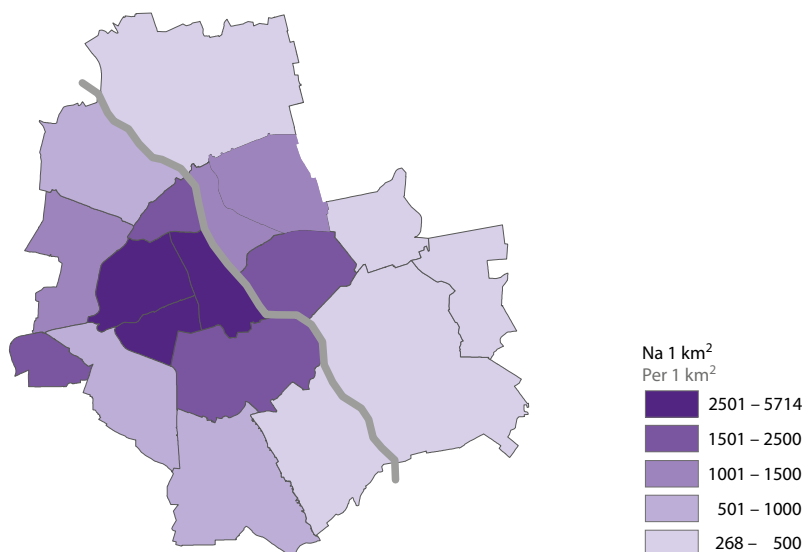 Na 1 km²
Per 1 km²
2501 – 5714
1501 – 2500
1001 – 1500
501 – 1000
268 – 500